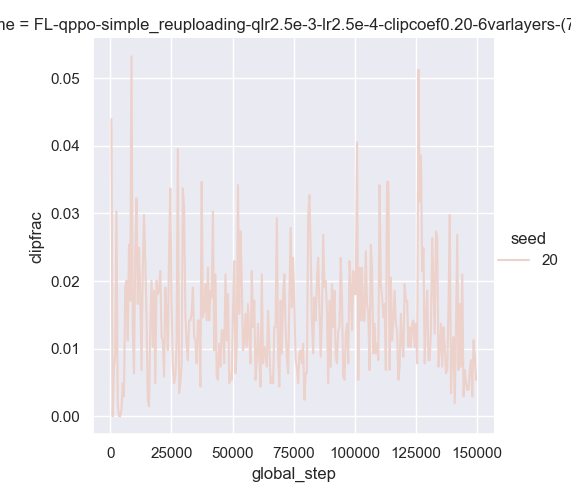 me = FL-qppo-simple_reuploading-qlr2.5e-3-lr2.5e-4-clipcoef0.20-6varlayers-(7
0.05
0.04
0.03
0.02
0.01
0.00
clipfrac
0 25000 50000 75000 100000 125000 150000
global_step
seed
20